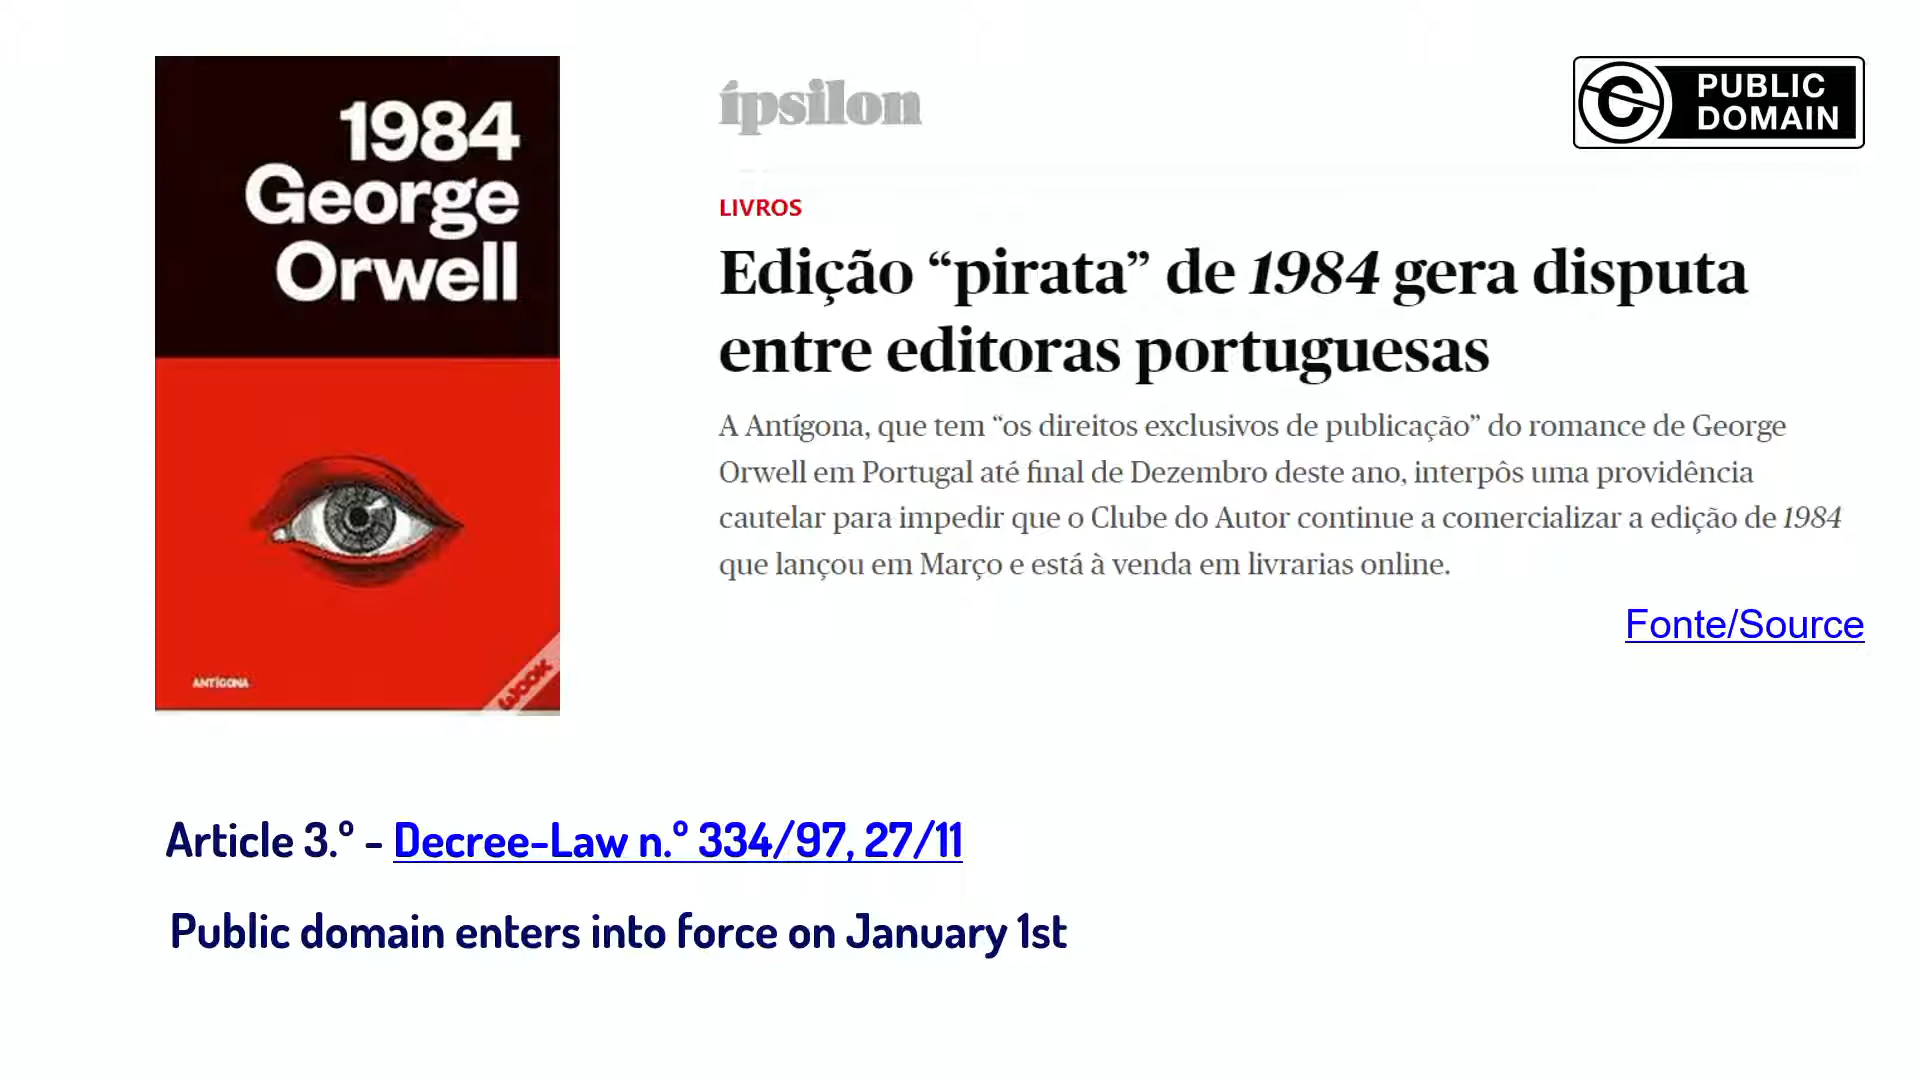 1984
George
Orwell
ANTÍGONA
WOOK
ípsilon
PUBLIC
DOMAIN
LIVROS
Edição “pirata” de 1984 gera disputa
entre editoras portuguesas
A Antígona, que tem “os direitos exclusivos de publicação” do romance de George
Orwell em Portugal até final de Dezembro deste ano, interpôs uma providência
cautelar para impedir que o Clube do Autor continue a comercializar a edição de 1984
que lançou em Março e está à venda em livrarias online.
Fonte/Source
Article 3.º - Decree-Law n.º 334/97, 27/11
Public domain enters into force on January 1st